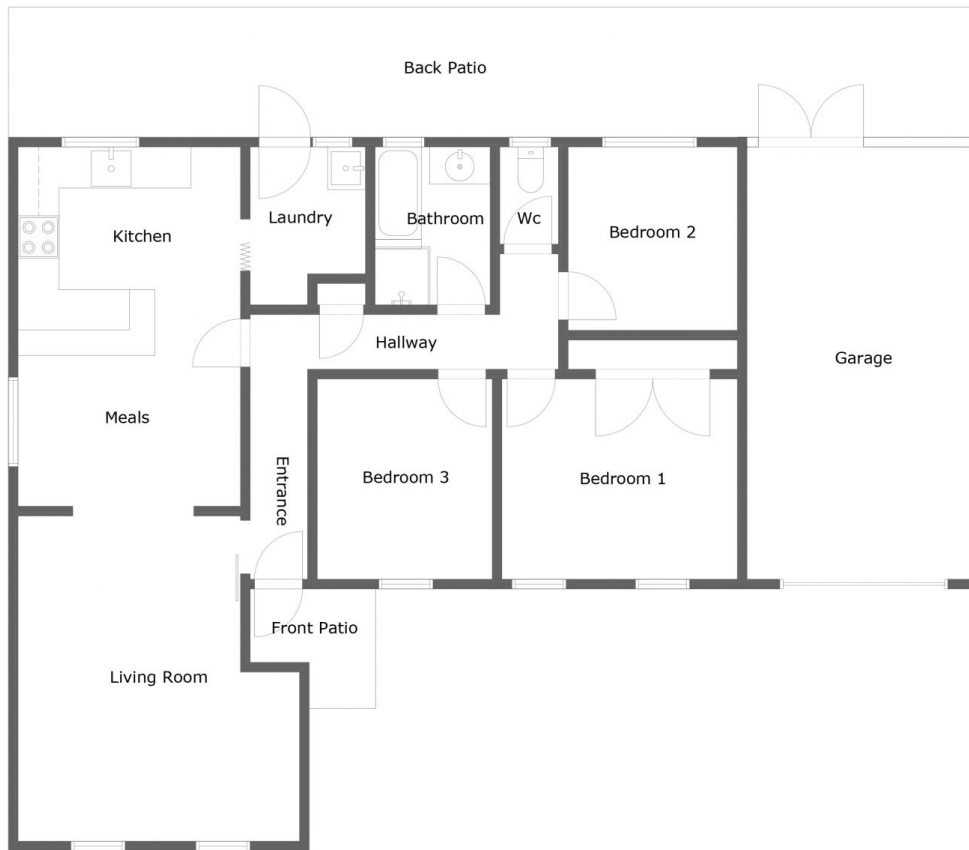 Back Patio
Kitchen
Laundry
Bathroom
Wc
Bedroom 2
Hallway
Garage
Meals
Entrance
Bedroom 3
Bedroom 1
Front Patio
Living Room